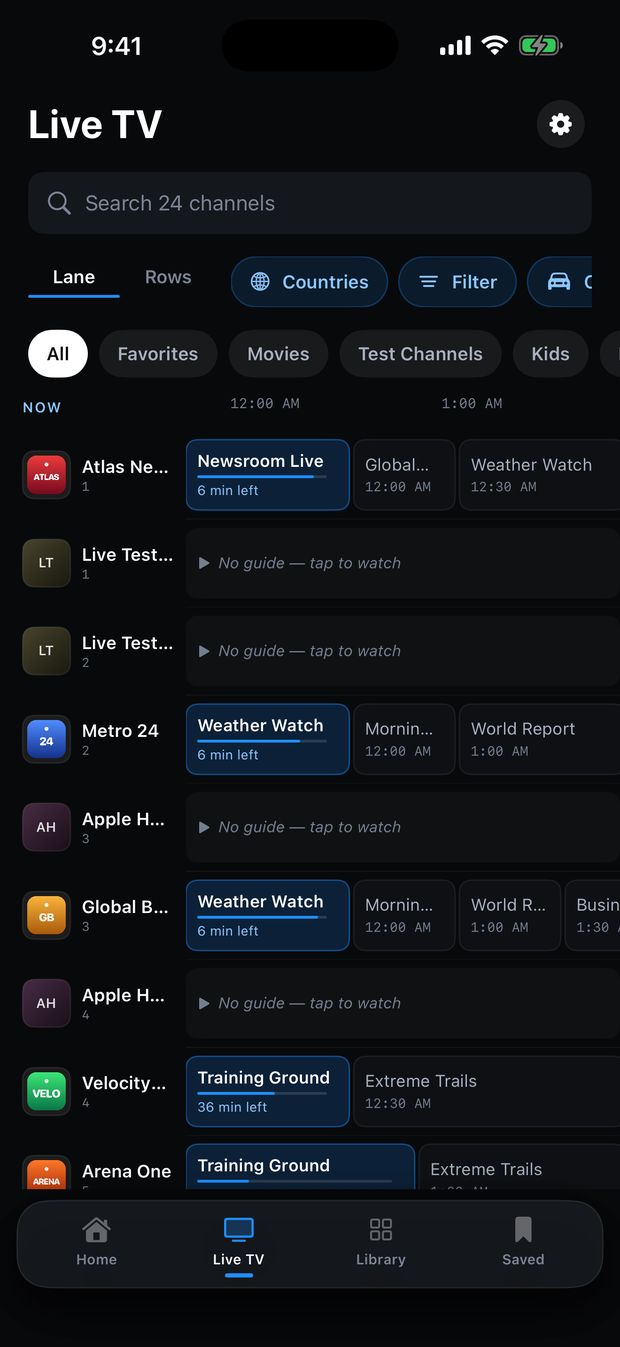 9:41
Live TV
Search 24 channels
Lane Rows Countries Filter
All Favorites Movies Test Channels Kids
NOW 12:00 AM 1:00 AM
ATLAS Atlas Ne... Newsroom Live Global... Weather Watch
1 6 min left 12:00 AM 12:30 AM
LT Live Test... No guide — tap to watch
1
LT Live Test... No guide — tap to watch
2
24 Metro 24 Weather Watch Mornin... World Report
2 6 min left 12:00 AM 1:00 AM
AH Apple H... No guide — tap to watch
3
GB Global B... Weather Watch Mornin... World R... Busin
3 6 min left 12:00 AM 1:00 AM 1:30
AH Apple H... No guide — tap to watch
4
VELO Velocity... Training Ground Extreme Trails
4 36 min left 12:30 AM
ARENA Arena One Training Ground Extreme Trails
Home Live TV Library Saved